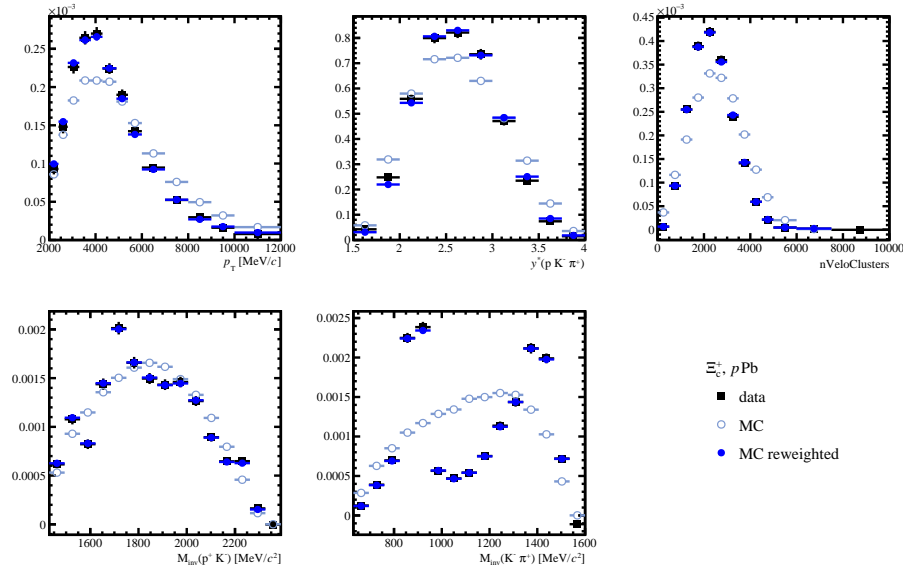 ×10⁻³
0.25
0.2
0.15
0.1
0.05
0
2000 4000 6000 8000 10000 12000
p_T [MeV/c]
0.8
0.7
0.6
0.5
0.4
0.3
0.2
0.1
0
1.5 2 2.5 3 3.5 4
y*(p K⁻ π⁺)
×10⁻³
0.45
0.4
0.35
0.3
0.25
0.2
0.15
0.1
0.05
0
0 2000 4000 6000 8000 10000
nVeloClusters
0.002
0.0015
0.001
0.0005
0
1600 1800 2000 2200
M_inv(p⁺ K⁻) [MeV/c²]
0.0025
0.002
0.0015
0.001
0.0005
0
800 1000 1200 1400 1600
M_inv(K⁻ π⁺) [MeV/c²]
Ξ_c⁺, pPb
data
MC
MC reweighted